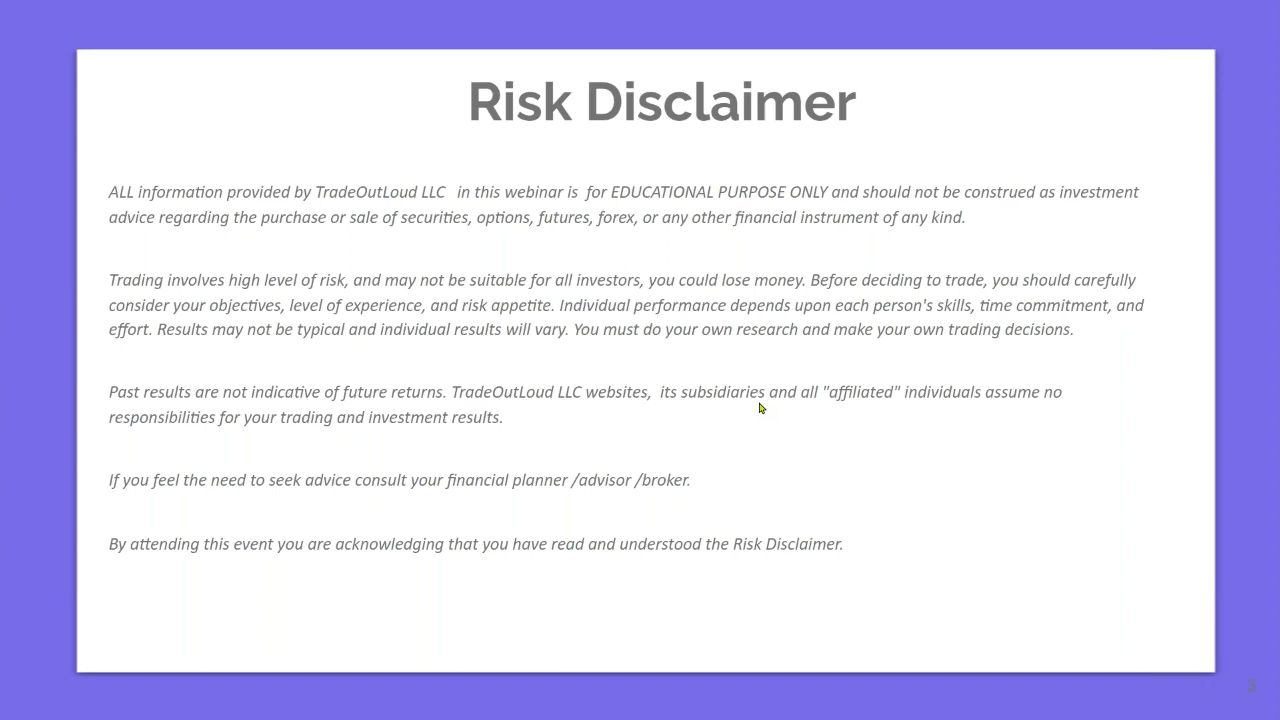 Risk Disclaimer
ALL information provided by TradeOutLoud LLC  in this webinar is  for EDUCATIONAL PURPOSE ONLY and should not be construed as investment
advice regarding the purchase or sale of securities, options, futures, forex, or any other financial instrument of any kind.
Trading involves high level of risk, and may not be suitable for all investors, you could lose money. Before deciding to trade, you should carefully
consider your objectives, level of experience, and risk appetite. Individual performance depends upon each person's skills, time commitment, and
effort. Results may not be typical and individual results will vary. You must do your own research and make your own trading decisions.
Past results are not indicative of future returns. TradeOutLoud LLC websites,  its subsidiaries and all "affiliated" individuals assume no
responsibilities for your trading and investment results.
If you feel the need to seek advice consult your financial planner /advisor /broker.
By attending this event you are acknowledging that you have read and understood the Risk Disclaimer.
3